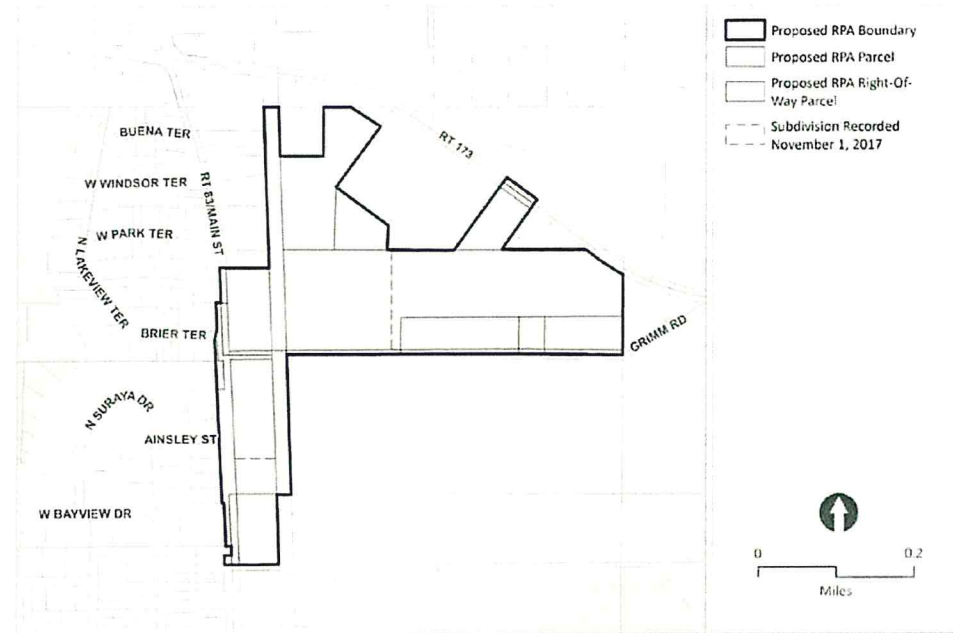 Proposed RPA Boundary
Proposed RPA Parcel
Proposed RPA Right-Of-
Way Parcel
Subdivision Recorded
November 1, 2017
BUENA TER
RT 173
W WINDSOR TER
RT 83/MAIN ST
W PARK TER
N LAKEVIEW TER
BRIER TER
GRIMM RD
N SURAYA DR
AINSLEY ST
W BAYVIEW DR
0 0.2
Miles